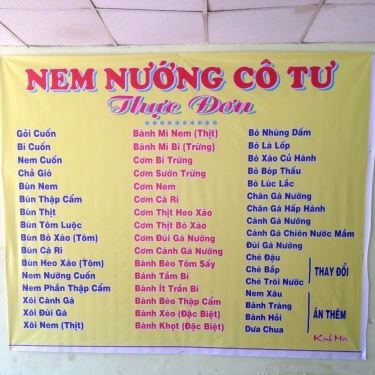 NEM NƯỚNG CÔ TƯ
Thực Đơn
**********
Gỏi Cuốn
Bì Cuốn
Nem Cuốn
Chả Giò
Bún Nem
Bún Thập Cẩm
Bún Thịt
Bún Tôm Luộc
Bún Bò Xào (Tôm)
Bún Cà Ri
Bún Heo Xào (Tôm)
Nem Nướng Cuốn
Nem Phần Thập Cẩm
Xôi Cánh Gà
Xôi Đùi Gà
Xôi Nem (Thịt)
Bánh Mì Nem (Thịt)
Bánh Mì Bì (Trứng)
Cơm Bì Trứng
Cơm Sườn Trứng
Cơm Nem
Cơm Cà Ri
Cơm Thịt Heo Xào
Cơm Thịt Bò Xào
Cơm Đùi Gà Nướng
Cơm Cánh Gà Nướng
Bánh Bèo Tôm Sấy
Bánh Tằm Bì
Bánh Ít Trần Bì
Bánh Bèo Thập Cẩm
Bánh Xèo (Đặc Biệt)
Bánh Khọt (Đặc Biệt)
Bò Nhúng Dấm
Bò Lá Lốp
Bò Xào Củ Hành
Bò Bóp Thấu
Bò Lúc Lắc
Chân Gà Nướng
Chân Gà Hấp Hành
Cánh Gà Nướng
Cánh Gà Chiên Nước Mắm
Đùi Gà Nướng
Chè Đậu
Chè Bắp
Chè Trôi Nước
THAY ĐỔI
Nem Xâu
Bánh Tráng
Bánh Hỏi
Dưa Chua
ĂN THÊM